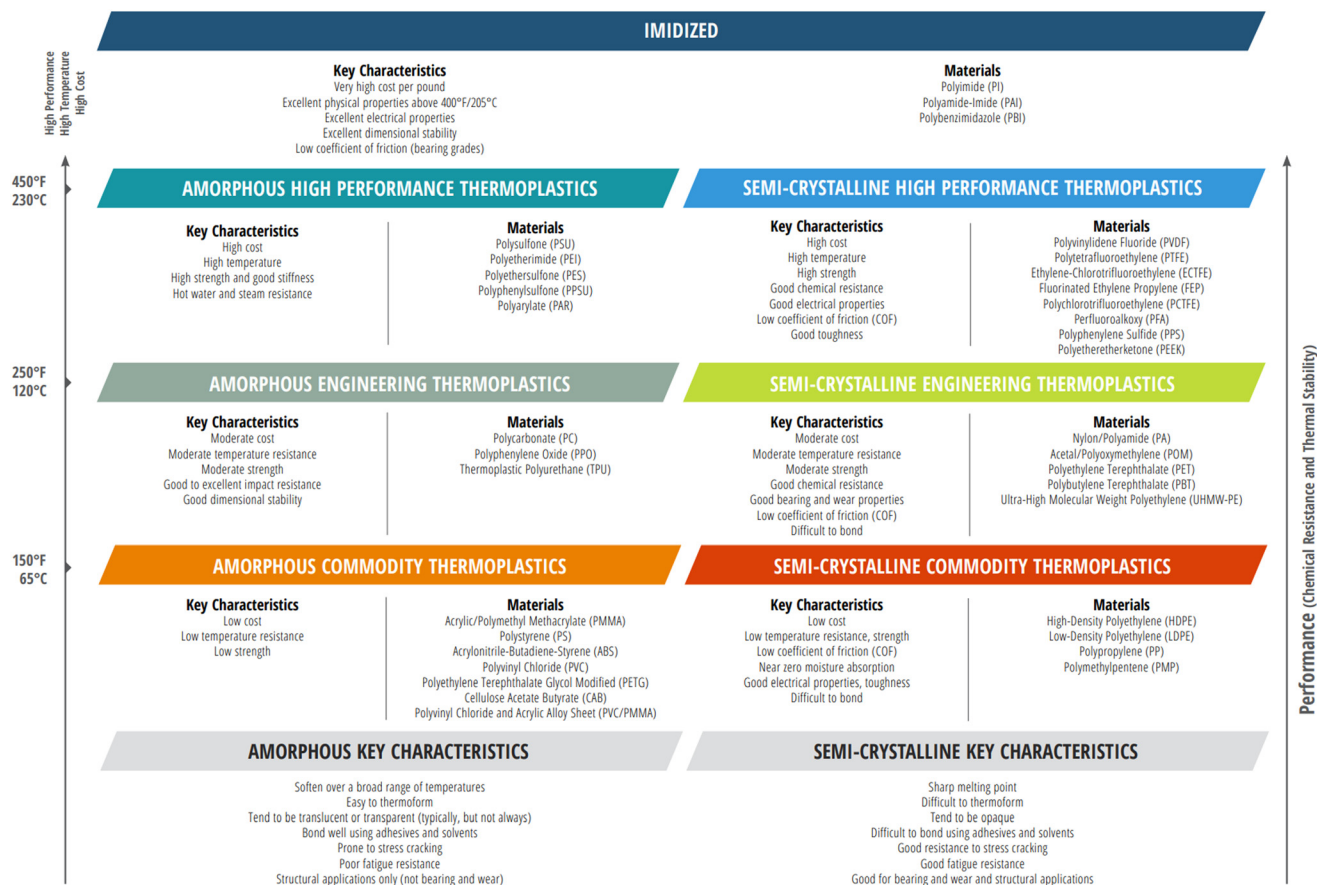 IMIDIZED
High Performance
High Temperature
High Cost
Key Characteristics
Very high cost per pound
Excellent physical properties above 400°F/205°C
Excellent electrical properties
Excellent dimensional stability
Low coefficient of friction (bearing grades)
Materials
Polyimide (PI)
Polyamide-Imide (PAI)
Polybenzimidazole (PBI)
450°F
230°C
AMORPHOUS HIGH PERFORMANCE THERMOPLASTICS
Key Characteristics
High cost
High temperature
High strength and good stiffness
Hot water and steam resistance
Materials
Polysulfone (PSU)
Polyetherimide (PEI)
Polyethersulfone (PES)
Polyphenylsulfone (PPSU)
Polyarylate (PAR)
SEMI-CRYSTALLINE HIGH PERFORMANCE THERMOPLASTICS
Key Characteristics
High cost
High temperature
High strength
Good chemical resistance
Good electrical properties
Low coefficient of friction (COF)
Good toughness
Materials
Polyvinylidene Fluoride (PVDF)
Polytetrafluoroethylene (PTFE)
Ethylene-Chlorotrifluoroethylene (ECTFE)
Fluorinated Ethylene Propylene (FEP)
Polychlorotrifluoroethylene (PCTFE)
Perfluoroalkoxy (PFA)
Polyphenylene Sulfide (PPS)
Polyetheretherketone (PEEK)
250°F
120°C
AMORPHOUS ENGINEERING THERMOPLASTICS
Key Characteristics
Moderate cost
Moderate temperature resistance
Moderate strength
Good to excellent impact resistance
Good dimensional stability
Materials
Polycarbonate (PC)
Polyphenylene Oxide (PPO)
Thermoplastic Polyurethane (TPU)
SEMI-CRYSTALLINE ENGINEERING THERMOPLASTICS
Key Characteristics
Moderate cost
Moderate temperature resistance
Moderate strength
Good chemical resistance
Good bearing and wear properties
Low coefficient of friction (COF)
Difficult to bond
Materials
Nylon/Polyamide (PA)
Acetal/Polyoxymethylene (POM)
Polyethylene Terephthalate (PET)
Polybutylene Terephthalate (PBT)
Ultra-High Molecular Weight Polyethylene (UHMW-PE)
150°F
65°C
AMORPHOUS COMMODITY THERMOPLASTICS
Key Characteristics
Low cost
Low temperature resistance
Low strength
Materials
Acrylic/Polymethyl Methacrylate (PMMA)
Polystyrene (PS)
Acrylonitrile-Butadiene-Styrene (ABS)
Polyvinyl Chloride (PVC)
Polyethylene Terephthalate Glycol Modified (PETG)
Cellulose Acetate Butyrate (CAB)
Polyvinyl Chloride and Acrylic Alloy Sheet (PVC/PMMA)
SEMI-CRYSTALLINE COMMODITY THERMOPLASTICS
Key Characteristics
Low cost
Low temperature resistance, strength
Low coefficient of friction (COF)
Near zero moisture absorption
Good electrical properties, toughness
Difficult to bond
Materials
High-Density Polyethylene (HDPE)
Low-Density Polyethylene (LDPE)
Polypropylene (PP)
Polymethylpentene (PMP)
AMORPHOUS KEY CHARACTERISTICS
Soften over a broad range of temperatures
Easy to thermoform
Tend to be translucent or transparent (typically, but not always)
Bond well using adhesives and solvents
Prone to stress cracking
Poor fatigue resistance
Structural applications only (not bearing and wear)
SEMI-CRYSTALLINE KEY CHARACTERISTICS
Sharp melting point
Difficult to thermoform
Tend to be opaque
Difficult to bond using adhesives and solvents
Good resistance to stress cracking
Good fatigue resistance
Good for bearing and wear and structural applications
Performance (Chemical Resistance and Thermal Stability)